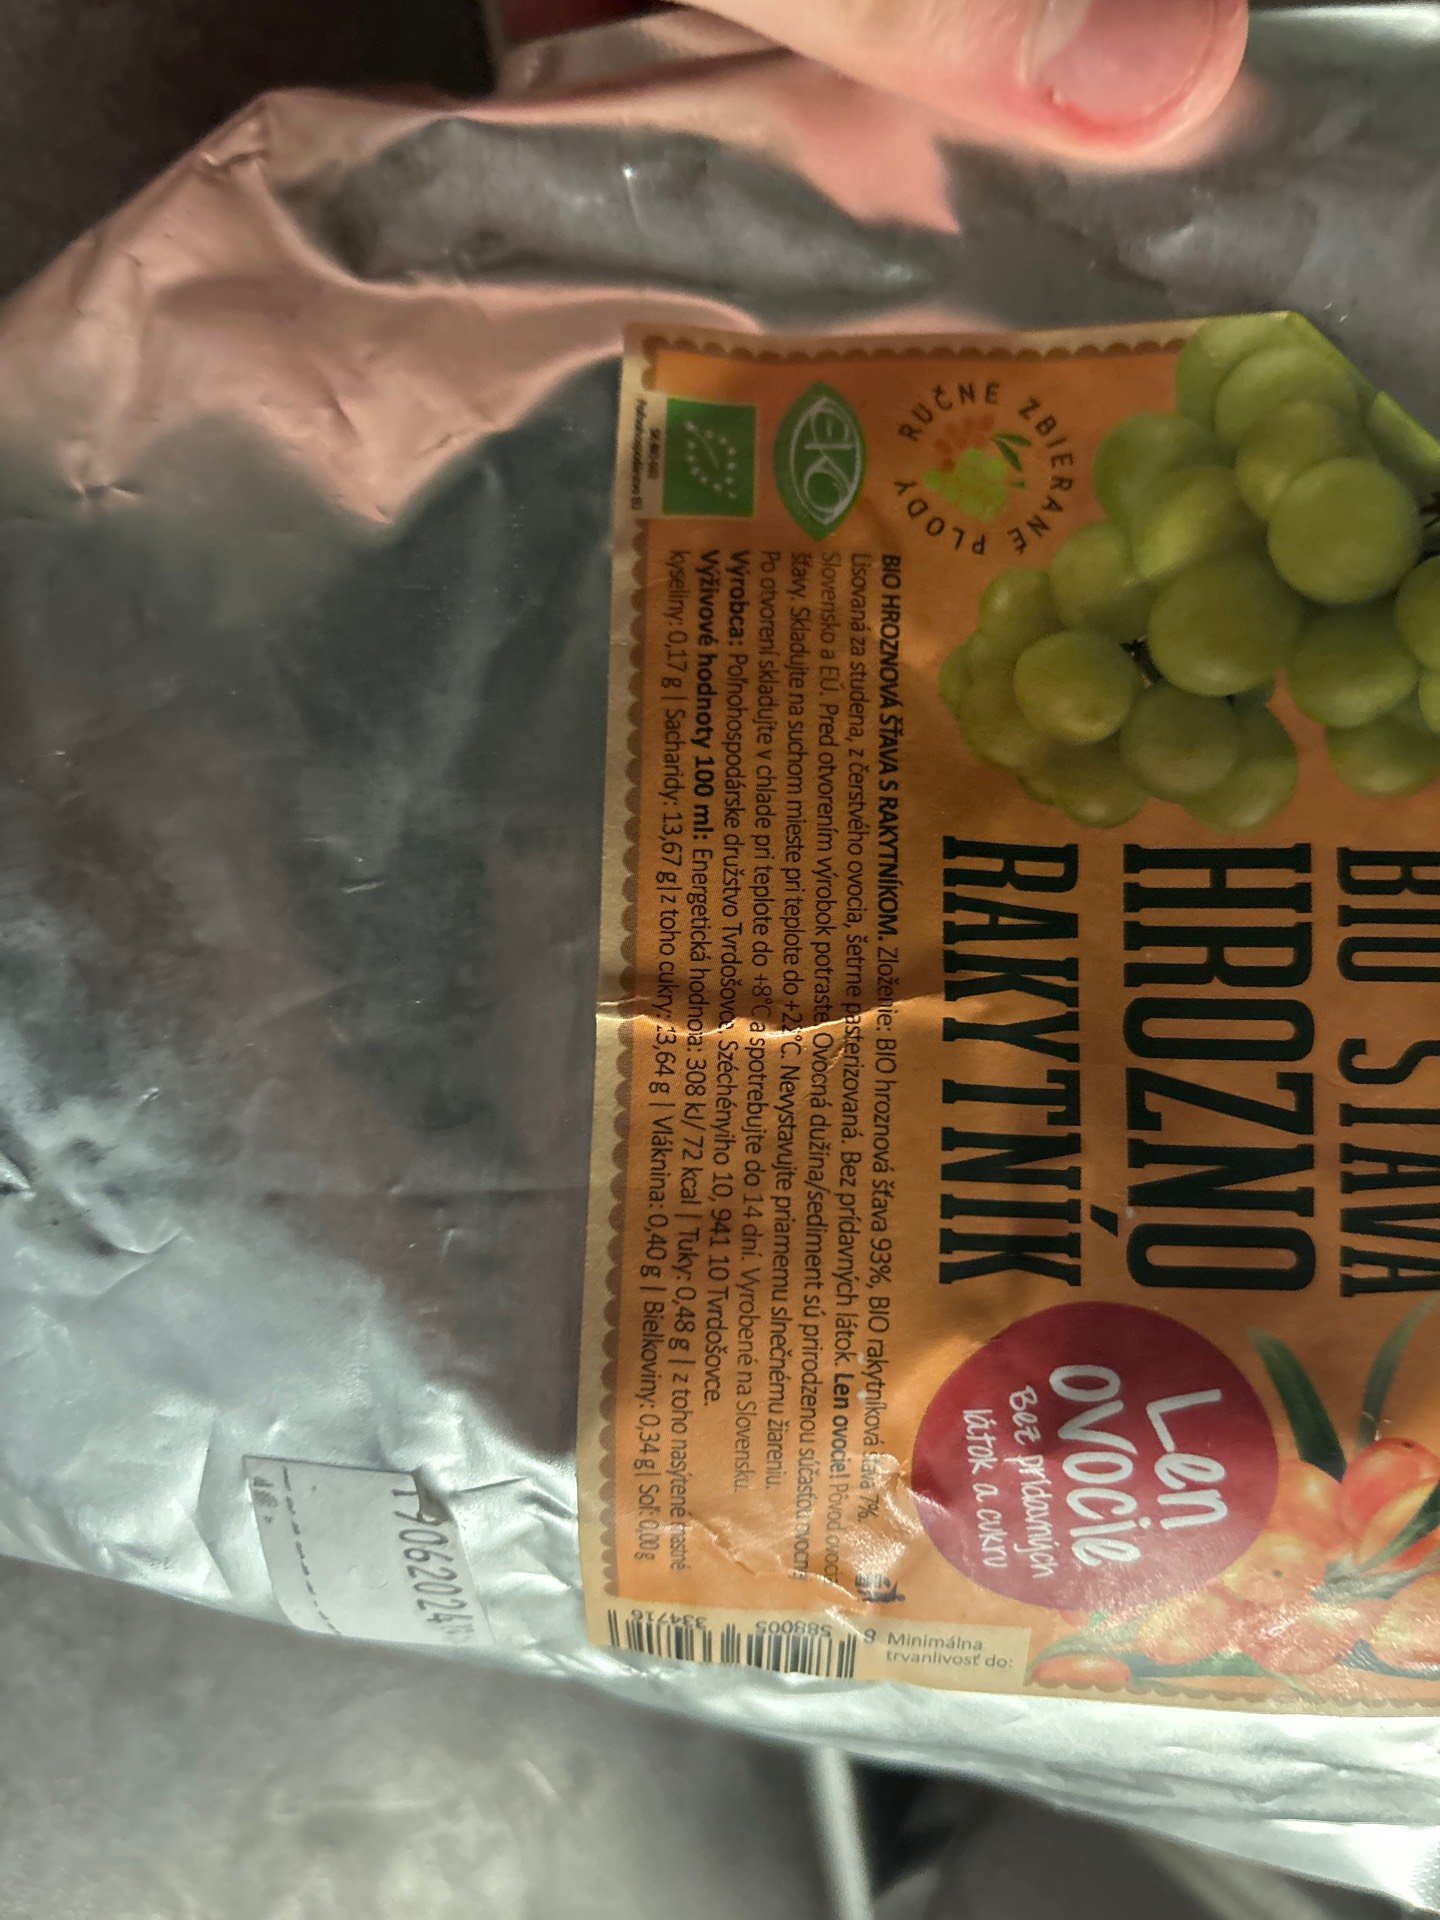 BIO ŠŤAVA
HROZNO
RAKYTNÍK
Len
ovocie
Bez prídavných
látok a cukru
RUČNE ZBIERANÉ PLODY
eko
BIO HROZNOVÁ ŠŤAVA S RAKYTNÍKOM. Zloženie: BIO hroznová šťava 93%, BIO rakytníková šťava 7%.
Lisovaná za studena, z čerstvého ovocia, šetrne pasterizovaná. Bez prídavných látok. Len ovocie! Pôvod ovocia:
Slovensko a EÚ. Pred otvorením výrobok potraste. Ovocná dužina/sediment sú prirodzenou súčasťou ovocnej
šťavy. Skladujte na suchom mieste pri teplote do °C. Nevystavujte priamemu slnečnému žiareniu.
Po otvorení skladujte v chlade pri teplote do +8°C a spotrebujte do 14 dní. Vyrobené na Slovensku.
Výrobca: Poľnohospodárske družstvo Tvrdošovce, Széchényiho 10, 941 10 Tvrdošovce.
Výživové hodnoty 100 ml: Energetická hodnota: 308 kJ/ 72 kcal | Tuky: 0,48 g | z toho nasýtené mastné
kyseliny: 0,17 g | Sacharidy: 13,67 g| z toho cukry: 13,64 g | Vláknina: 0,40 g | Bielkoviny: 0,34 g| Soľ: 0,00 g
Minimálna
trvanlivosť do:
8 588005